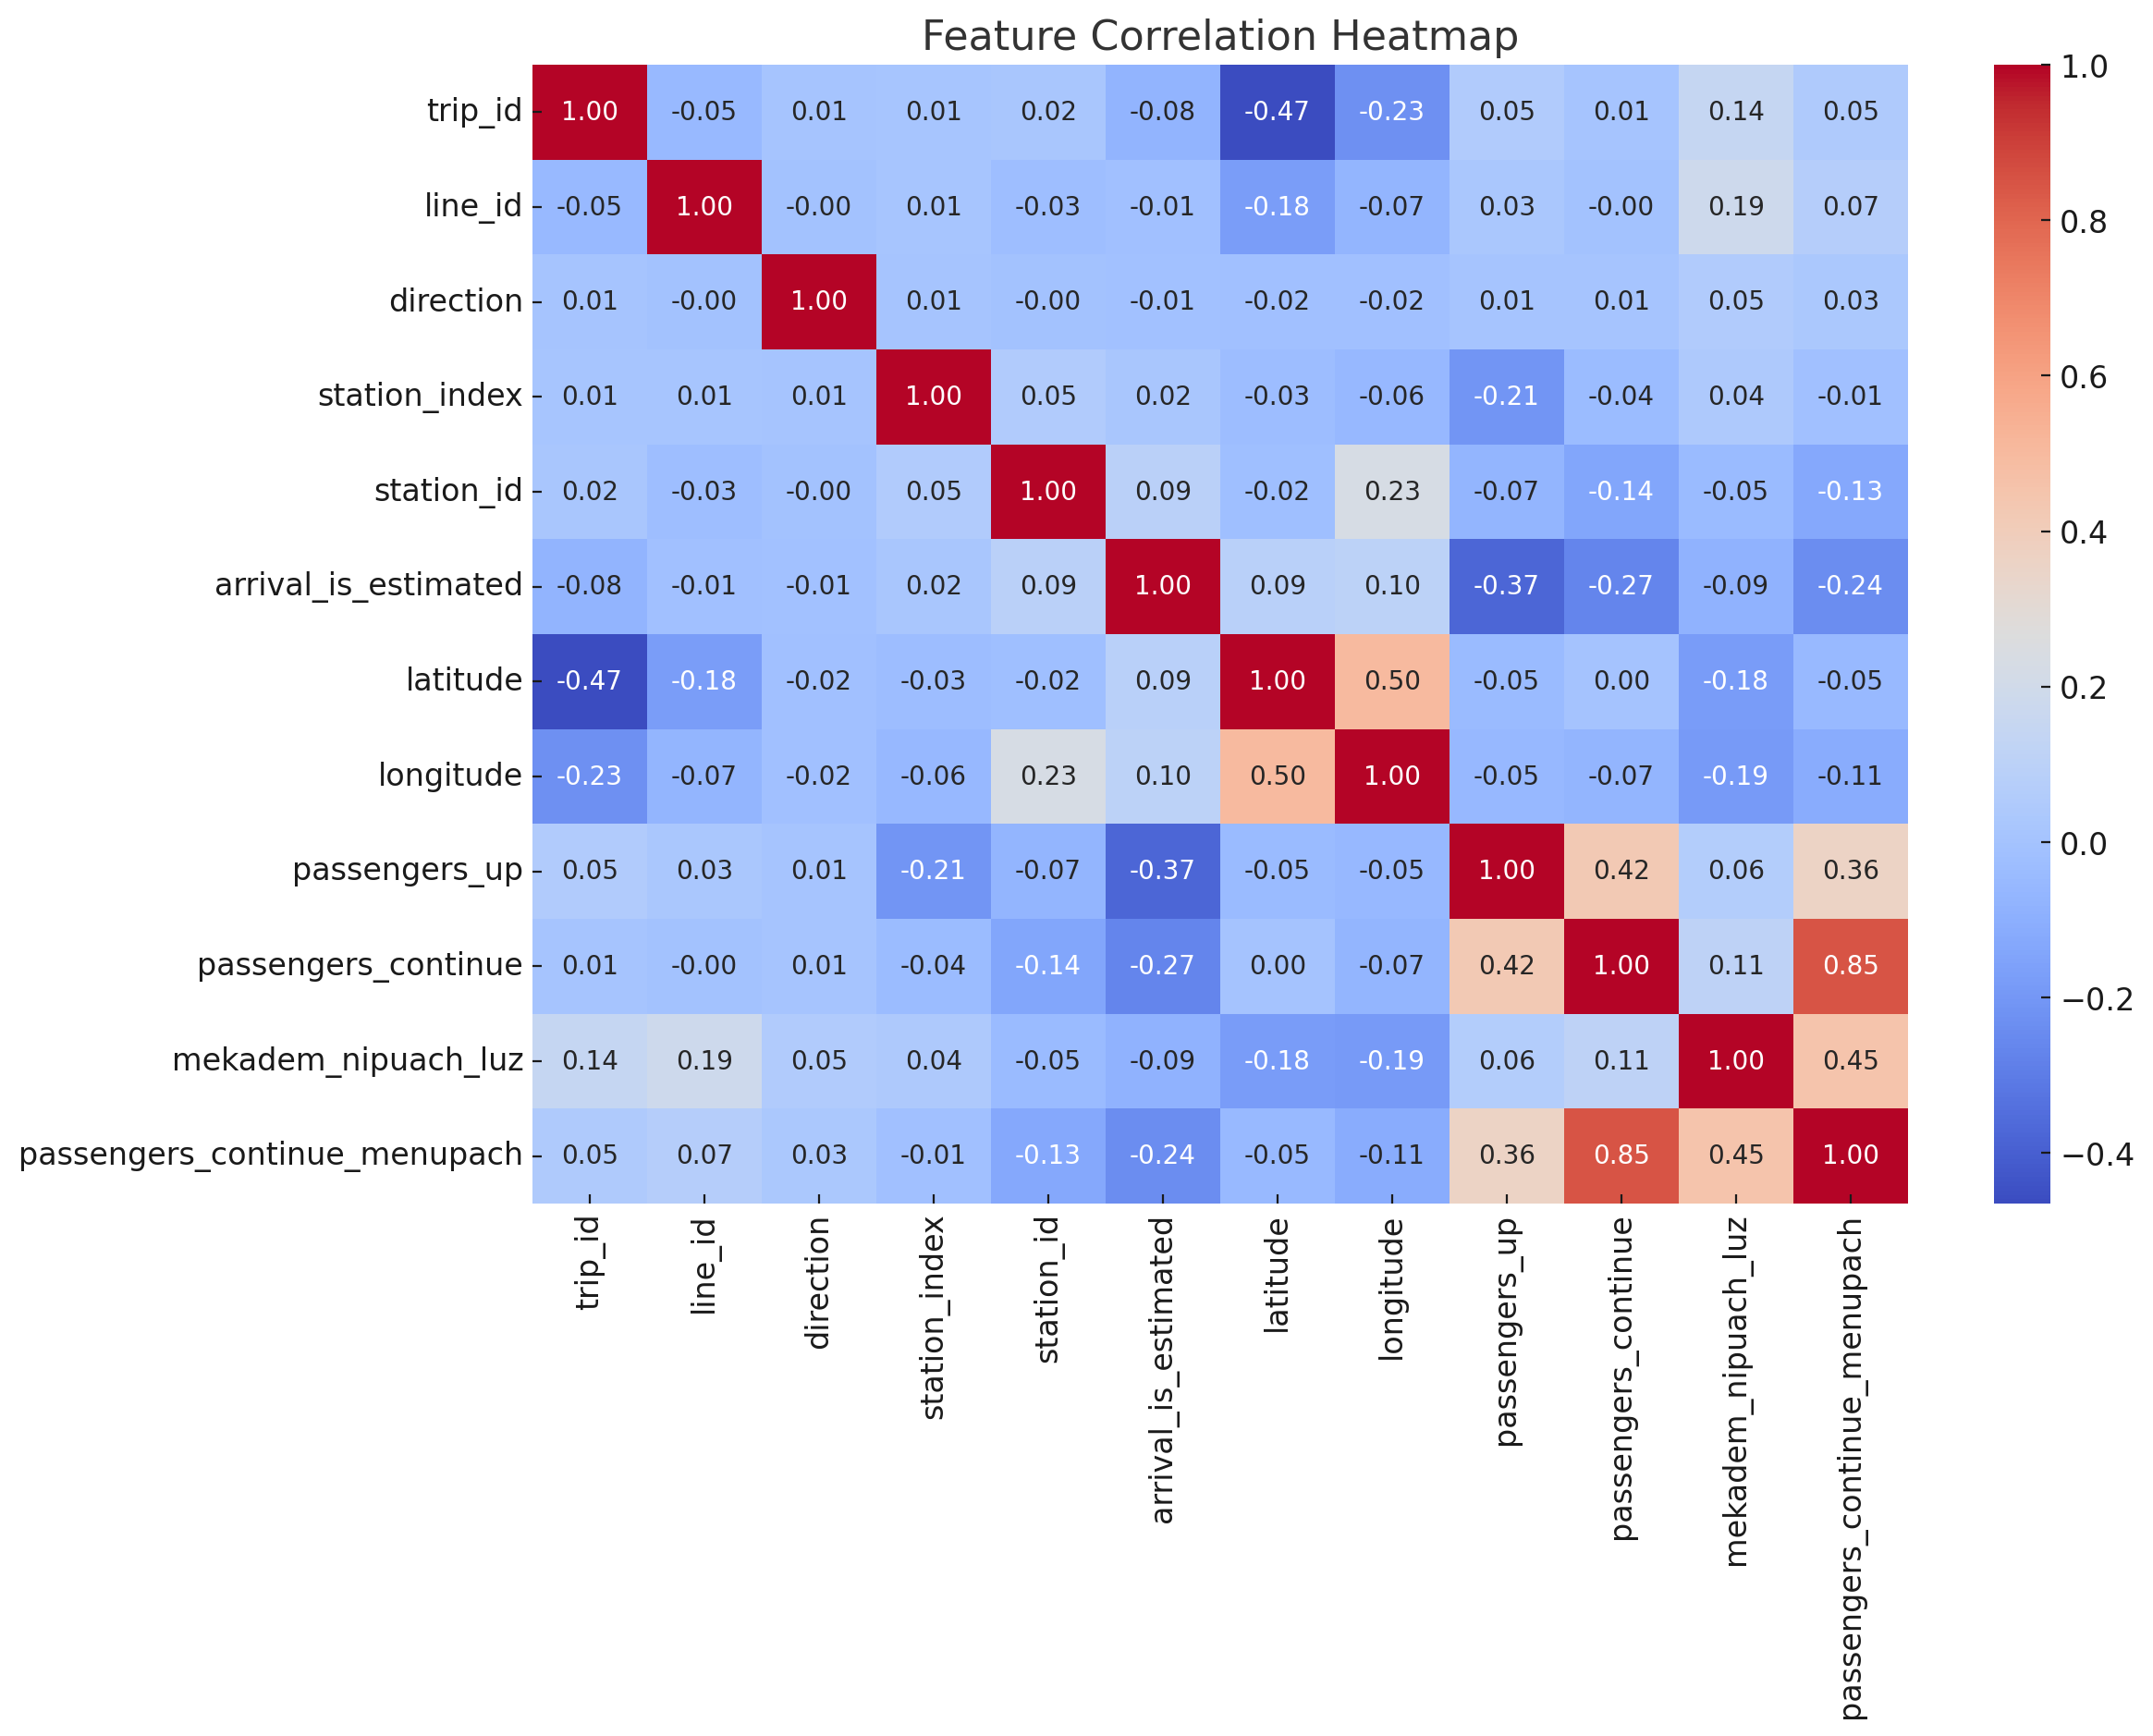 Feature Correlation Heatmap
trip_id 1.00 -0.05 0.01 0.01 0.02 -0.08 -0.47 -0.23 0.05 0.01 0.14 0.05
line_id -0.05 1.00 -0.00 0.01 -0.03 -0.01 -0.18 -0.07 0.03 -0.00 0.19 0.07
direction 0.01 -0.00 1.00 0.01 -0.00 -0.01 -0.02 -0.02 0.01 0.01 0.05 0.03
station_index 0.01 0.01 0.01 1.00 0.05 0.02 -0.03 -0.06 -0.21 -0.04 0.04 -0.01
station_id 0.02 -0.03 -0.00 0.05 1.00 0.09 -0.02 0.23 -0.07 -0.14 -0.05 -0.13
arrival_is_estimated -0.08 -0.01 -0.01 0.02 0.09 1.00 0.09 0.10 -0.37 -0.27 -0.09 -0.24
latitude -0.47 -0.18 -0.02 -0.03 -0.02 0.09 1.00 0.50 -0.05 0.00 -0.18 -0.05
longitude -0.23 -0.07 -0.02 -0.06 0.23 0.10 0.50 1.00 -0.05 -0.07 -0.19 -0.11
passengers_up 0.05 0.03 0.01 -0.21 -0.07 -0.37 -0.05 -0.05 1.00 0.42 0.06 0.36
passengers_continue 0.01 -0.00 0.01 -0.04 -0.14 -0.27 0.00 -0.07 0.42 1.00 0.11 0.85
mekadem_nipuach_luz 0.14 0.19 0.05 0.04 -0.05 -0.09 -0.18 -0.19 0.06 0.11 1.00 0.45
passengers_continue_menupach 0.05 0.07 0.03 -0.01 -0.13 -0.24 -0.05 -0.11 0.36 0.85 0.45 1.00
trip_id
line_id
direction
station_index
station_id
arrival_is_estimated
latitude
longitude
passengers_up
passengers_continue
mekadem_nipuach_luz
passengers_continue_menupach
1.0
0.8
0.6
0.4
0.2
0.0
−0.2
−0.4